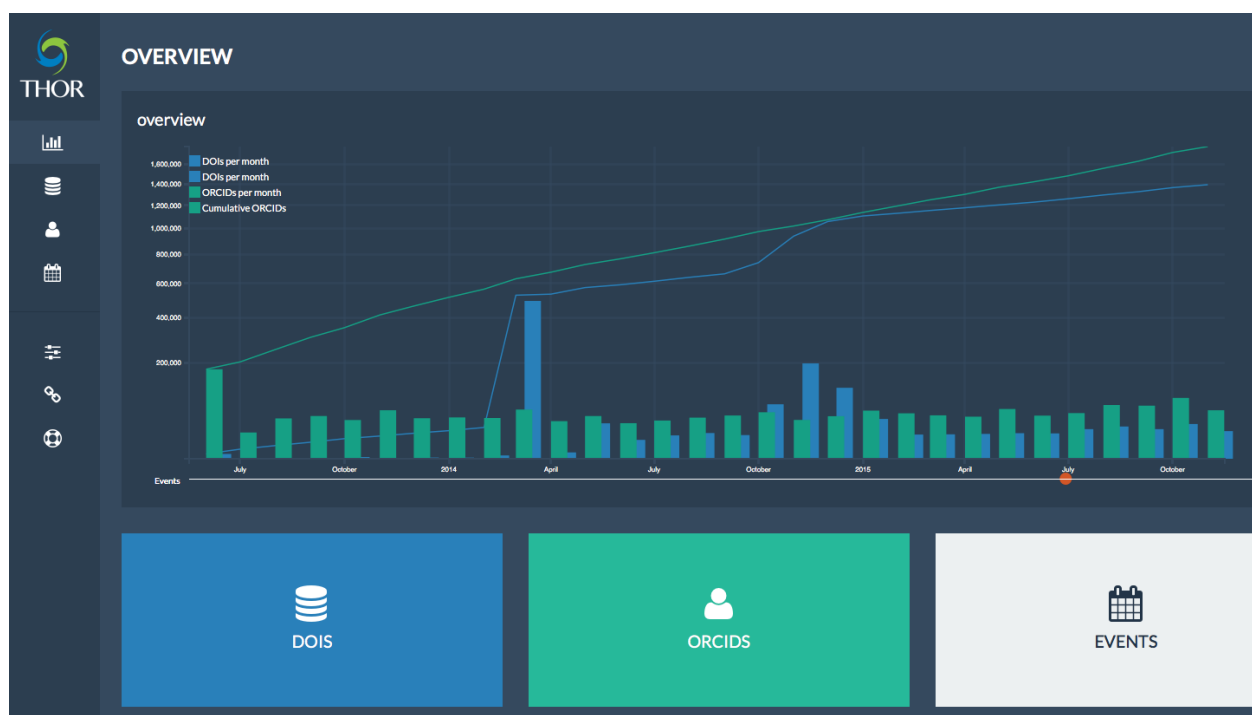 THOR
OVERVIEW
overview
1,600,000
1,400,000
1,200,000
1,000,000
800,000
600,000
400,000
200,000
DOIs per month
DOIs per month
ORCIDs per month
Cumulative ORCIDs
July October 2014 April July October 2015 April July October
Events
DOIS
ORCIDS
EVENTS